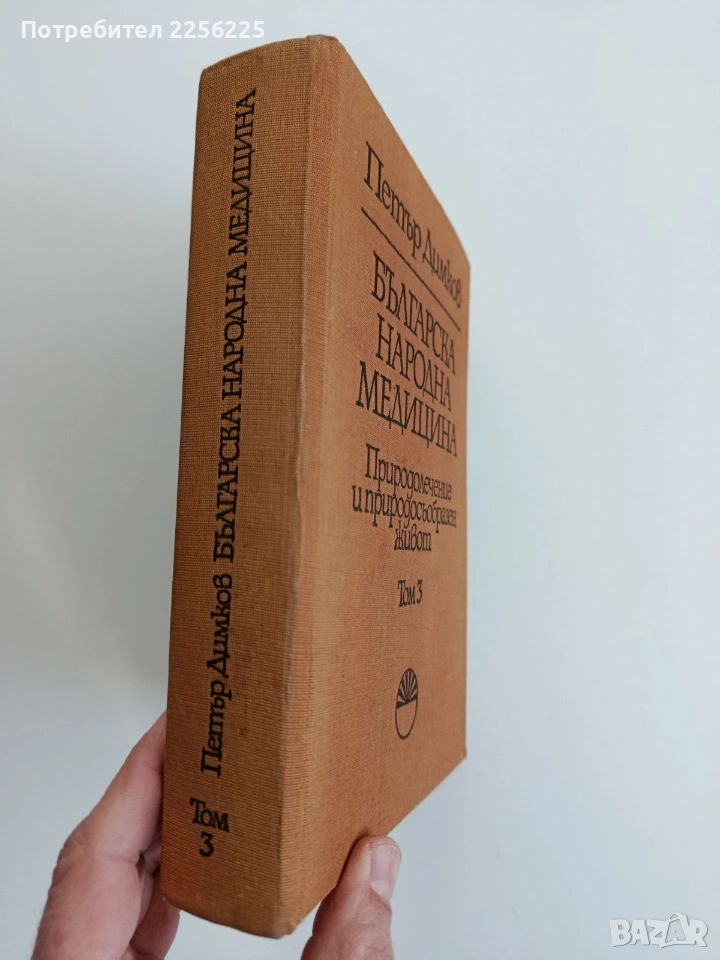 Потребител 2256225
Петър Димков БЪЛГАРСКА НАРОДНА МЕДИЦИНА
Том
3
Петър Димков
БЪЛГАРСКА
НАРОДНА
МЕДИЦИНА
Природолечение
и природосъобразен
живот
Том 3
BAZAR